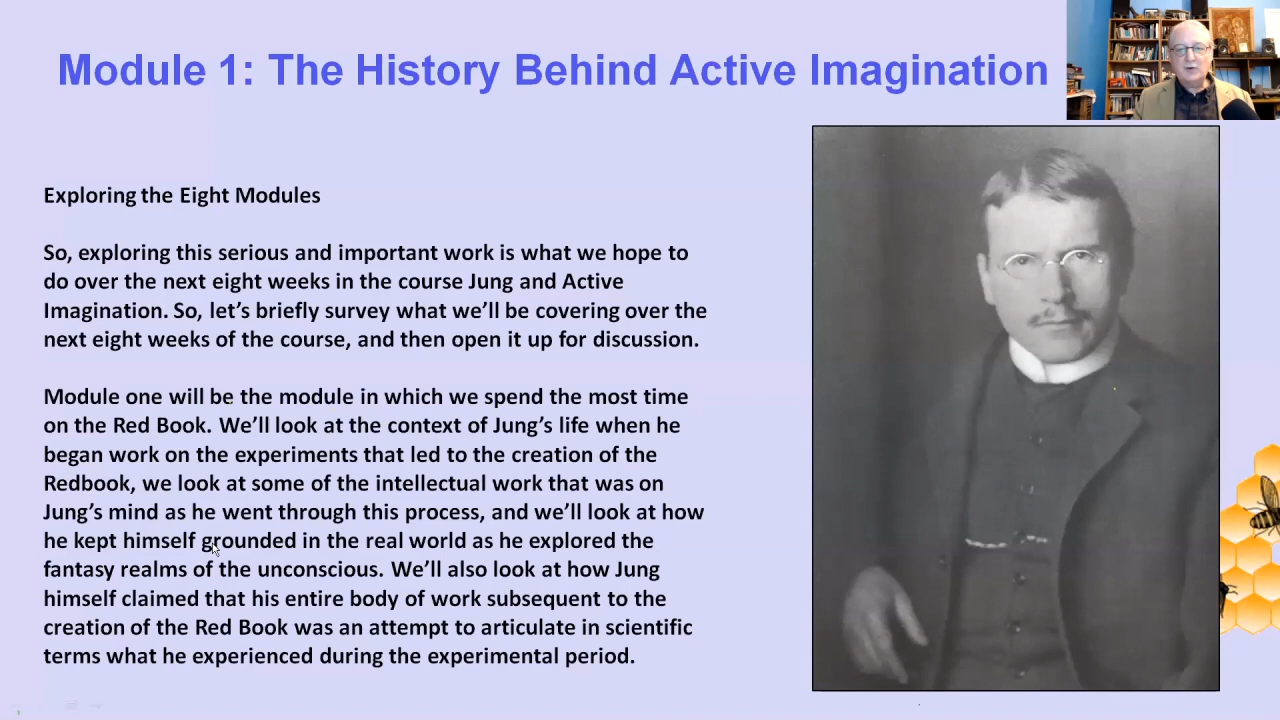 Module 1: The History Behind Active Imagination
Exploring the Eight Modules
So, exploring this serious and important work is what we hope to
do over the next eight weeks in the course Jung and Active
Imagination. So, let’s briefly survey what we’ll be covering over the
next eight weeks of the course, and then open it up for discussion.
Module one will be the module in which we spend the most time
on the Red Book. We’ll look at the context of Jung’s life when he
began work on the experiments that led to the creation of the
Redbook, we look at some of the intellectual work that was on
Jung’s mind as he went through this process, and we’ll look at how
he kept himself grounded in the real world as he explored the
fantasy realms of the unconscious. We’ll also look at how Jung
himself claimed that his entire body of work subsequent to the
creation of the Red Book was an attempt to articulate in scientific
terms what he experienced during the experimental period.